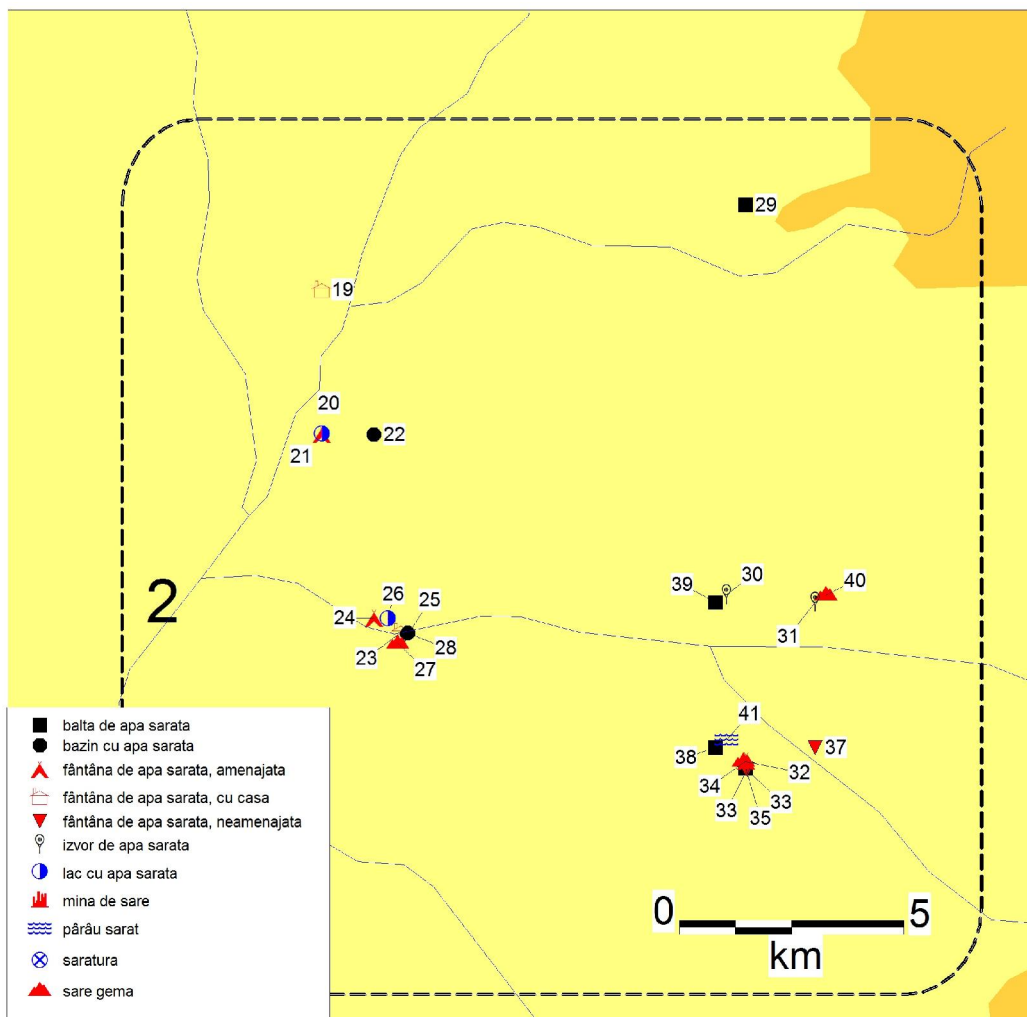 29
19
20
22
21
2
26
25
24
28
23
27
39
30
40
31
41
38
37
34
32
33
33
35
balta de apa sarata
bazin cu apa sarata
fântâna de apa sarata, amenajata
fântâna de apa sarata, cu casa
fântâna de apa sarata, neamenajata
izvor de apa sarata
lac cu apa sarata
mina de sare
pârâu sarat
saratura
sare gema
0
5
km